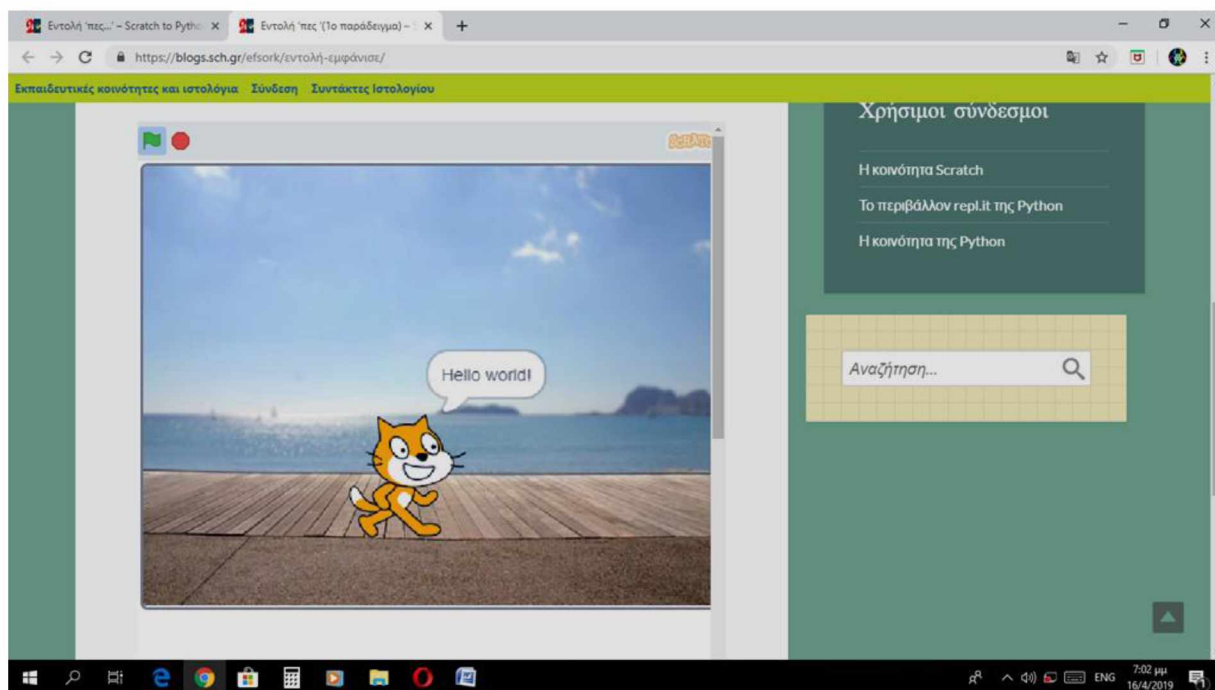 Εντολή 'πες...' – Scratch to Pytho
Εντολή 'πες '(1ο παράδειγμα) –
https://blogs.sch.gr/efsork/εντολή-εμφάνισε/
Εκπαιδευτικές κοινότητες και ιστολόγια Σύνδεση Συντάκτες Ιστολογίου
SCRATCH
Hello world!
Χρήσιμοι σύνδεσμοι
Η κοινότητα Scratch
Το περιβάλλον repl.it της Python
Η κοινότητα της Python
Αναζήτηση...
ENG
7:02 μμ
16/4/2019